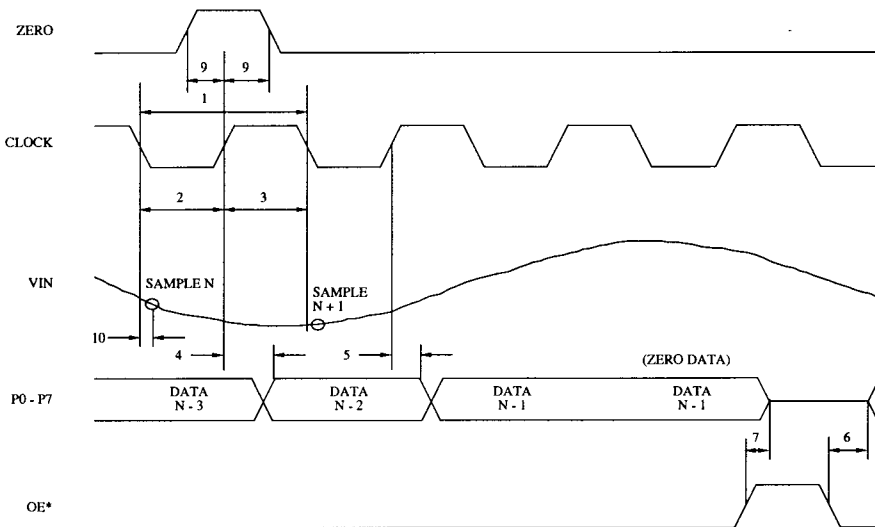 ZERO
9 9
1
CLOCK
2 3
VIN
SAMPLE N
SAMPLE
N + 1
10
4 5
(ZERO DATA)
P0 - P7
DATA
N - 3
DATA
N - 2
DATA
N - 1
DATA
N - 1
7 6
OE*